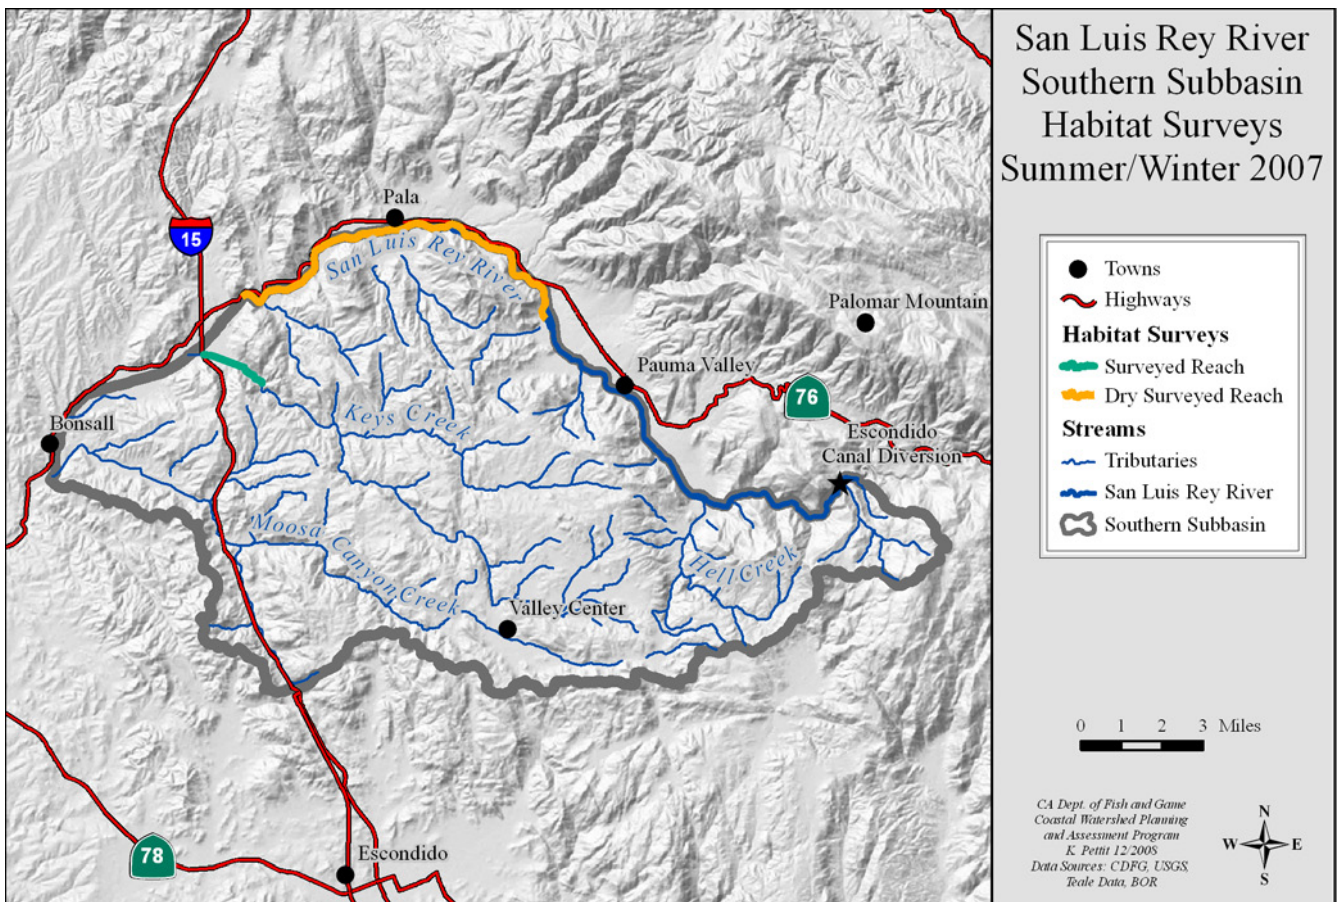 San Luis Rey River
Southern Subbasin
Habitat Surveys
Summer/Winter 2007
Towns
Highways
Habitat Surveys
Surveyed Reach
Dry Surveyed Reach
Streams
Tributaries
San Luis Rey River
Southern Subbasin
0 1 2 3 Miles
CA Dept. of Fish and Game
Coastal Watershed Planning
and Assessment Program
K. Pettit 12/2008
Data Sources: CDFG, USGS,
Teale Data, BOR
N
W E
S
Pala
15
San Luis Rey River
Palomar Mountain
Pauma Valley
76
Keys Creek
Bonsall
Escondido
Canal Diversion
Moosa Canyon Creek
Hell Creek
Valley Center
78
Escondido